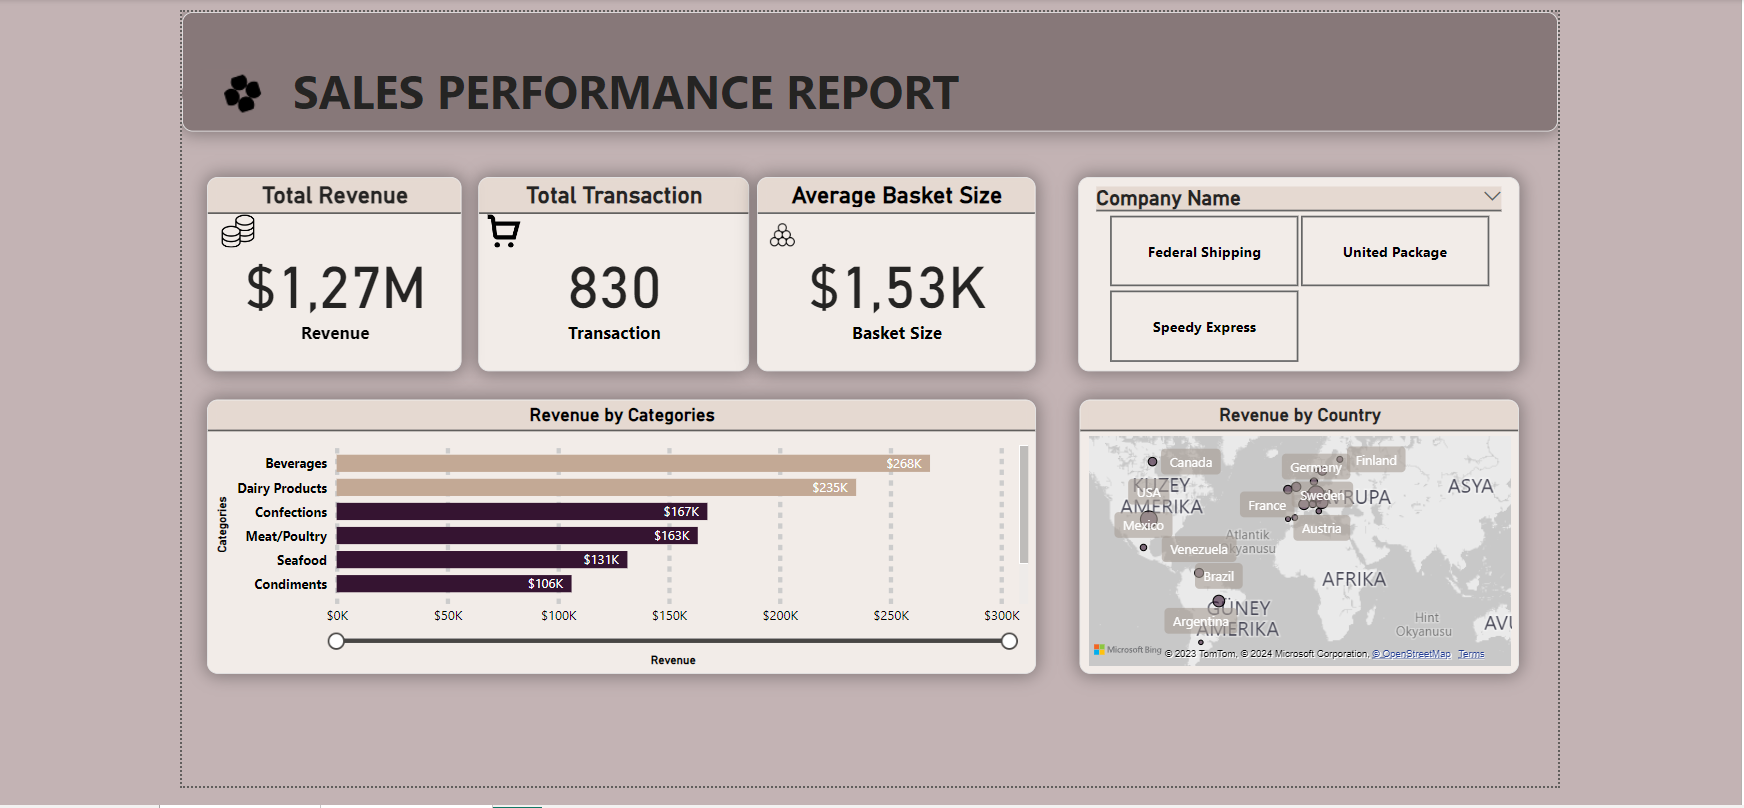 SALES PERFORMANCE REPORT
Total Revenue
$1,27M
Revenue
Total Transaction
830
Transaction
Average Basket Size
$1,53K
Basket Size
Company Name
Federal Shipping
United Package
Speedy Express
Revenue by Categories
Categories
Beverages $268K
Dairy Products $235K
Confections $167K
Meat/Poultry $163K
Seafood $131K
Condiments $106K
$0K $50K $100K $150K $200K $250K $300K
Revenue
Revenue by Country
Canada
Germany
Finland
KUZEY
AMERIKA
USA
Sweden
RUPA
ASYA
France
Mexico
Austria
Atlantik
kyanusu
Venezuela
Brazil
AFRIKA
GÜNEY
AMERIKA
Argentina
Hint
Okyanusu
AVU
Microsoft Bing
© 2023 TomTom, © 2024 Microsoft Corporation, © OpenStreetMap Terms